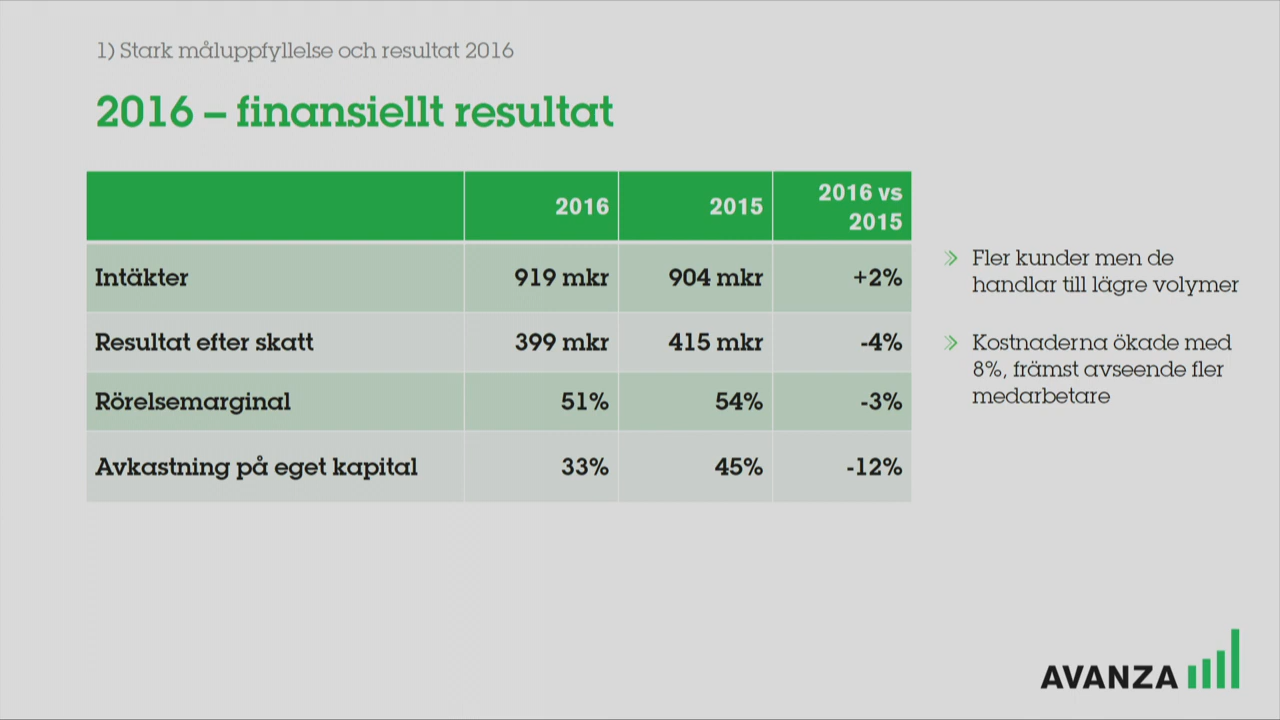 1) Stark måluppfyllelse och resultat 2016
2016 – finansiellt resultat
2016 2015 2016 vs 2015
Intäkter 919 mkr 904 mkr +2%
Resultat efter skatt 399 mkr 415 mkr -4%
Rörelsemarginal 51% 54% -3%
Avkastning på eget kapital 33% 45% -12%
Fler kunder men de
handlar till lägre volymer
Kostnaderna ökade med
8%, främst avseende fler
medarbetare
AVANZA